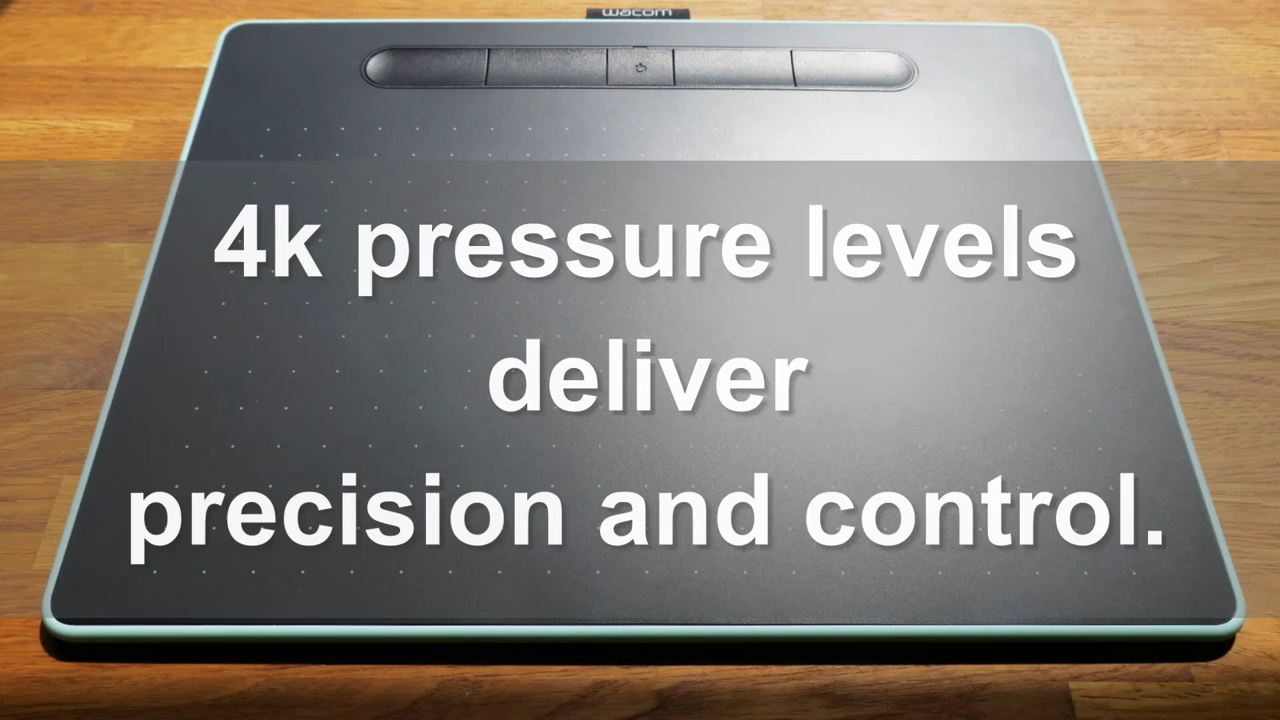 wacom
4k pressure levels
deliver
precision and control.